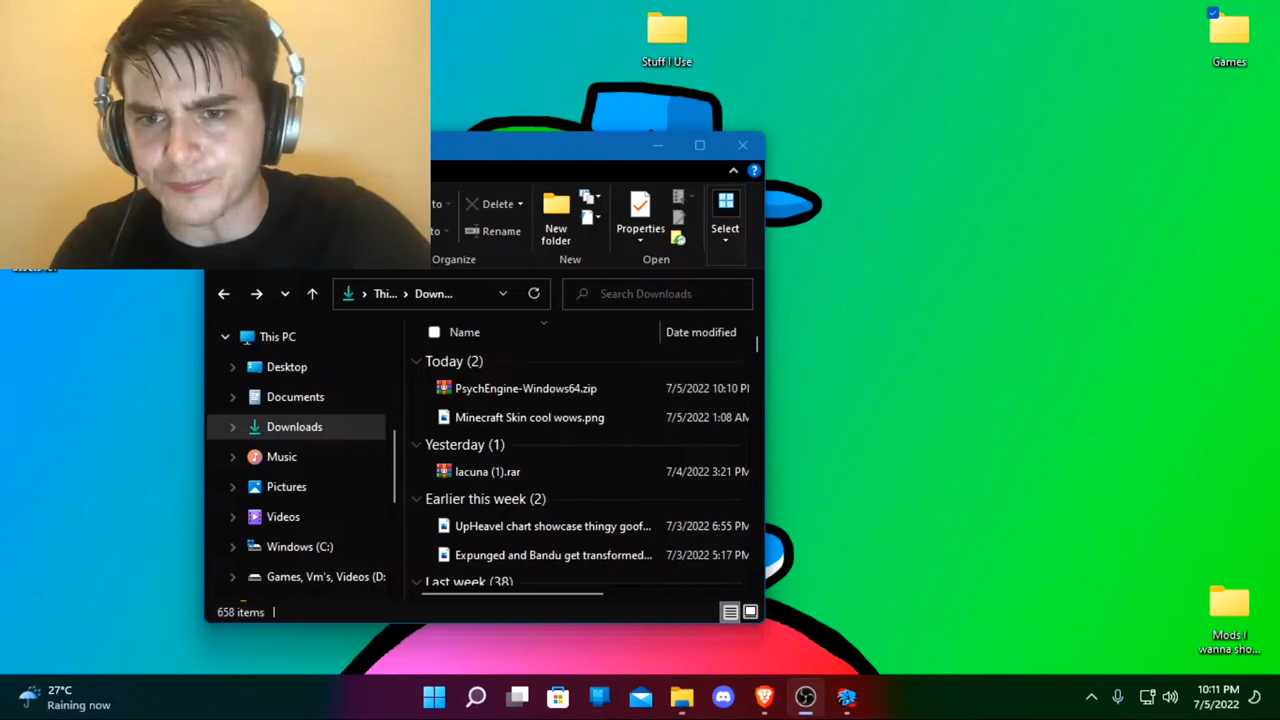 Stuff I Use
Games
Delete
New folder
Rename
Properties
Select
Organize
New
Open
Thi... > Down...
Search Downloads
This PC
Name
Date modified
Today (2)
Desktop
PsychEngine-Windows64.zip
7/5/2022 10:10 P
Documents
Minecraft Skin cool wows.png
7/5/2022 1:08 AM
Downloads
Yesterday (1)
Music
lacuna (1).rar
7/4/2022 3:21 PM
Pictures
Earlier this week (2)
Videos
UpHeavel chart showcase thingy goof...
7/3/2022 6:55 PM
Windows (C:)
Expunged and Bandu get transformed...
7/3/2022 5:17 PM
Games, Vm's, Videos (D:
Last week (38)
658 items
Mods I
wanna sho...
27°C
Raining now
10:11 PM
7/5/2022